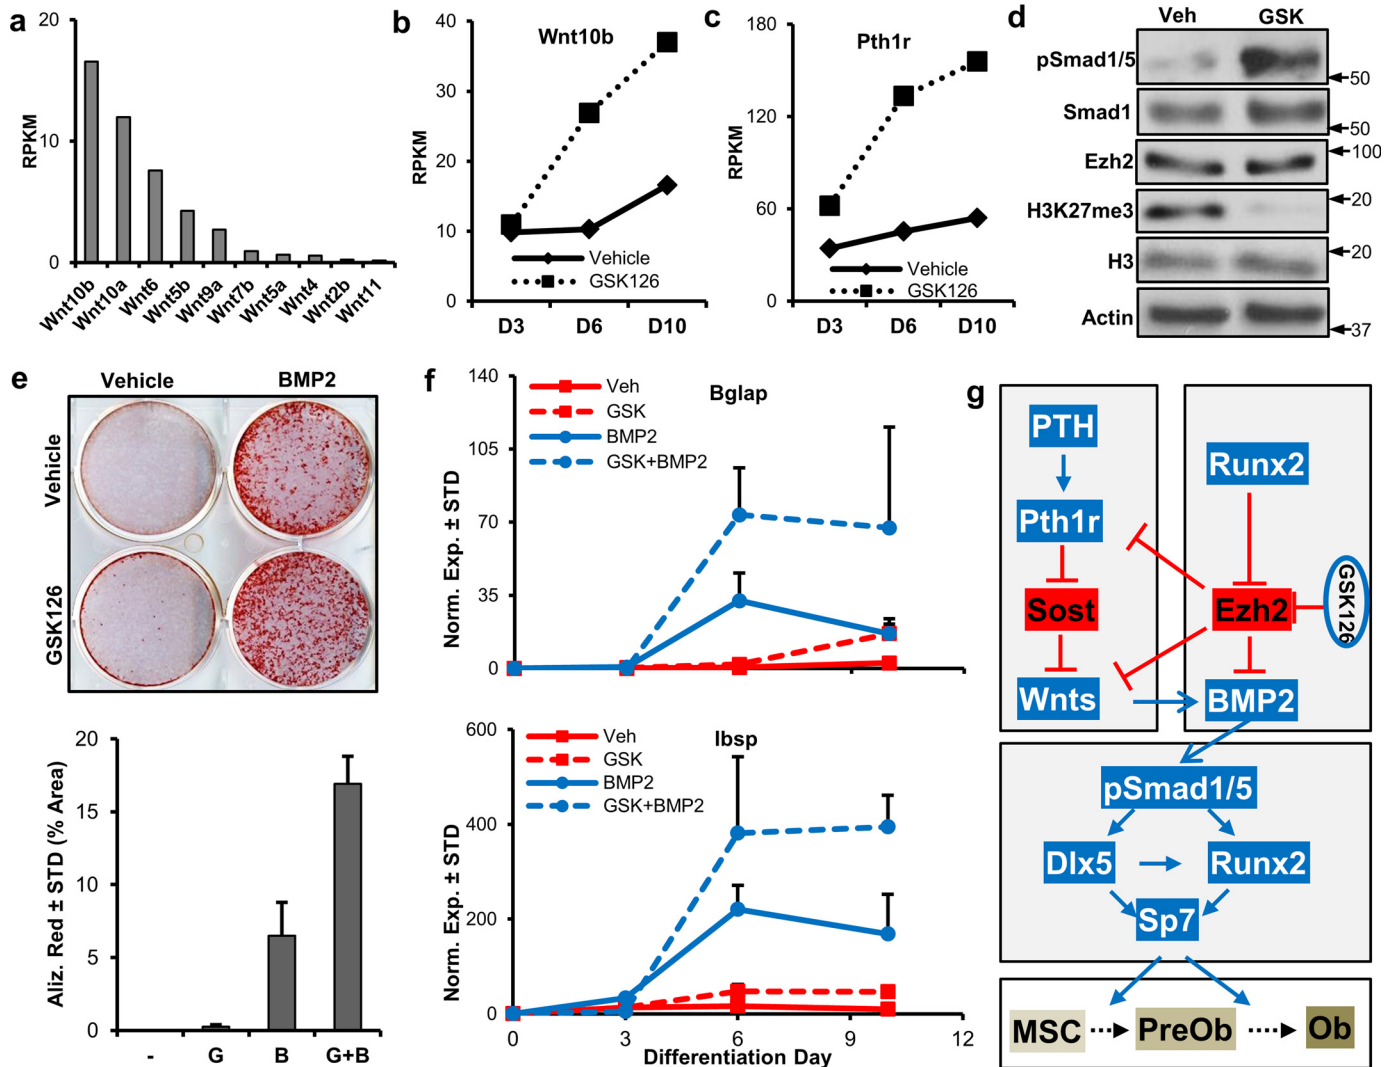 a
20
10
0
RPKM
Wnt10b
Wnt10a
Wnt6
Wnt5b
Wnt9a
Wnt7b
Wnt5a
Wnt4
Wnt2b
Wnt11
b
Wnt10b
40
30
20
10
0
RPKM
Vehicle
GSK126
D3 D6 D10
c
Pth1r
180
120
60
0
RPKM
Vehicle
GSK126
D3 D6 D10
d
Veh GSK
pSmad1/5
50
Smad1
50
Ezh2
100
H3K27me3
20
H3
20
Actin
37
e
Vehicle BMP2
Vehicle
GSK126
20
15
10
5
0
Aliz. Red ± STD (% Area)
- G B G+B
f
Bglap
Veh
GSK
BMP2
GSK+BMP2
140
105
70
35
0
Norm. Exp. ± STD
0 3 6 9 12
Ibsp
Veh
GSK
BMP2
GSK+BMP2
600
400
200
0
Norm. Exp. ± STD
0 3 6 9 12
Differentiation Day
g
PTH
Runx2
Pth1r
Sost
Ezh2
GSK126
Wnts
BMP2
pSmad1/5
Dlx5
Runx2
Sp7
MSC
PreOb
Ob